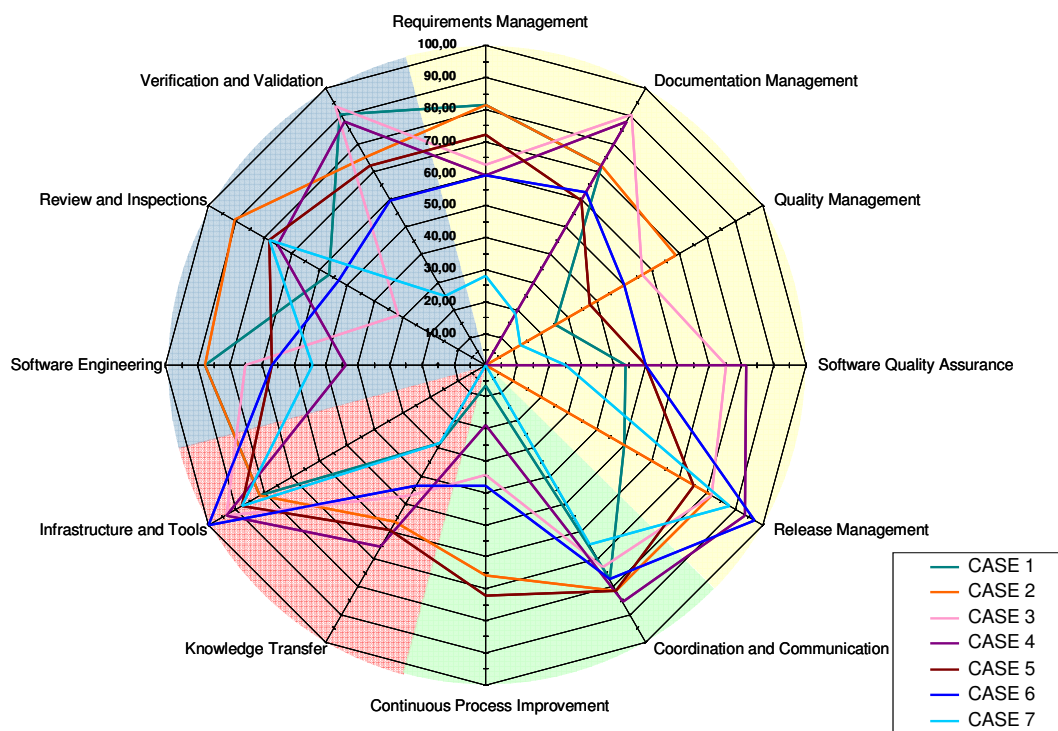 Requirements Management
100,00
Verification and Validation
Documentation Management
90,00
80,00
70,00
60,00
Review and Inspections
Quality Management
50,00
40,00
30,00
20,00
10,00
Software Engineering
Software Quality Assurance
Infrastructure and Tools
Release Management
Knowledge Transfer
Coordination and Communication
Continuous Process Improvement
CASE 1
CASE 2
CASE 3
CASE 4
CASE 5
CASE 6
CASE 7